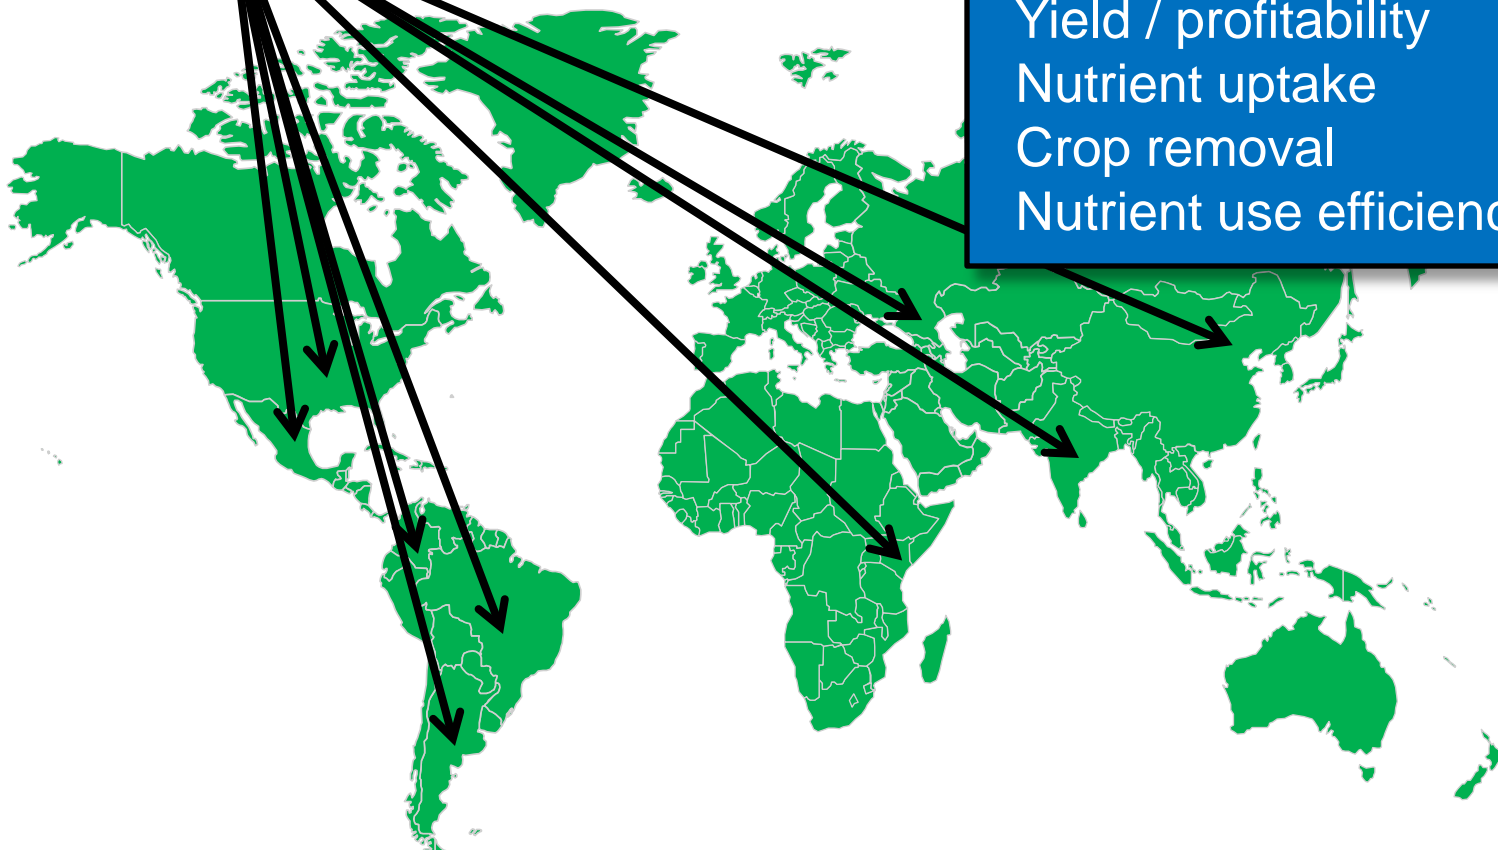 Yield / profitability
Nutrient uptake
Crop removal
Nutrient use efficienc